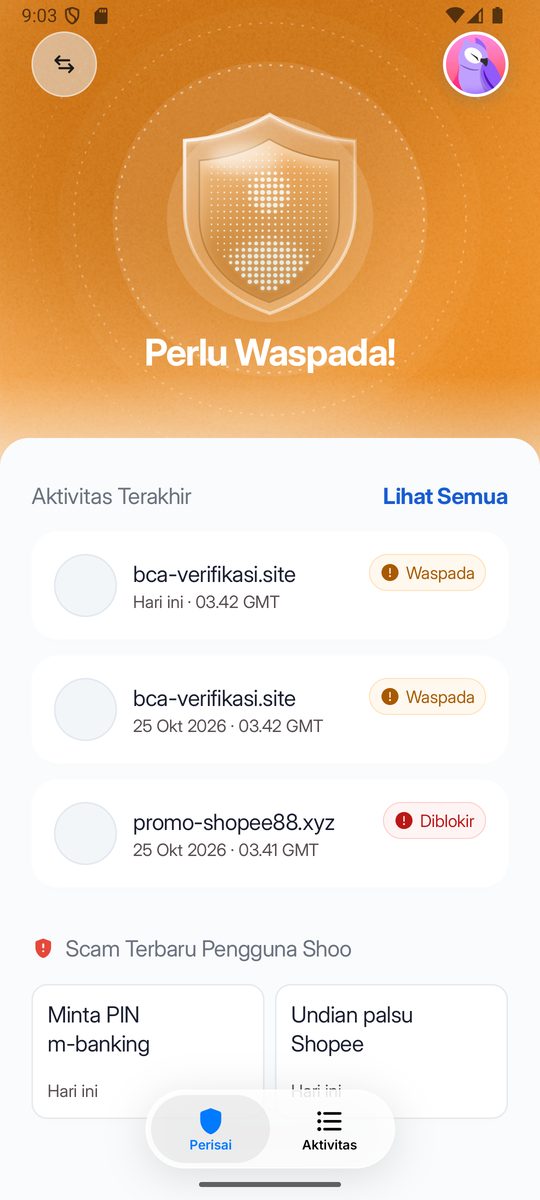 9:03
Perlu Waspada!
Aktivitas Terakhir
Lihat Semua
bca-verifikasi.site
Waspada
Hari ini · 03.42 GMT
bca-verifikasi.site
Waspada
25 Okt 2026 · 03.42 GMT
promo-shopee88.xyz
Diblokir
25 Okt 2026 · 03.41 GMT
Scam Terbaru Pengguna Shoo
Minta PIN
m-banking
Hari ini
Undian palsu
Shopee
Hari ini
Perisai
Aktivitas